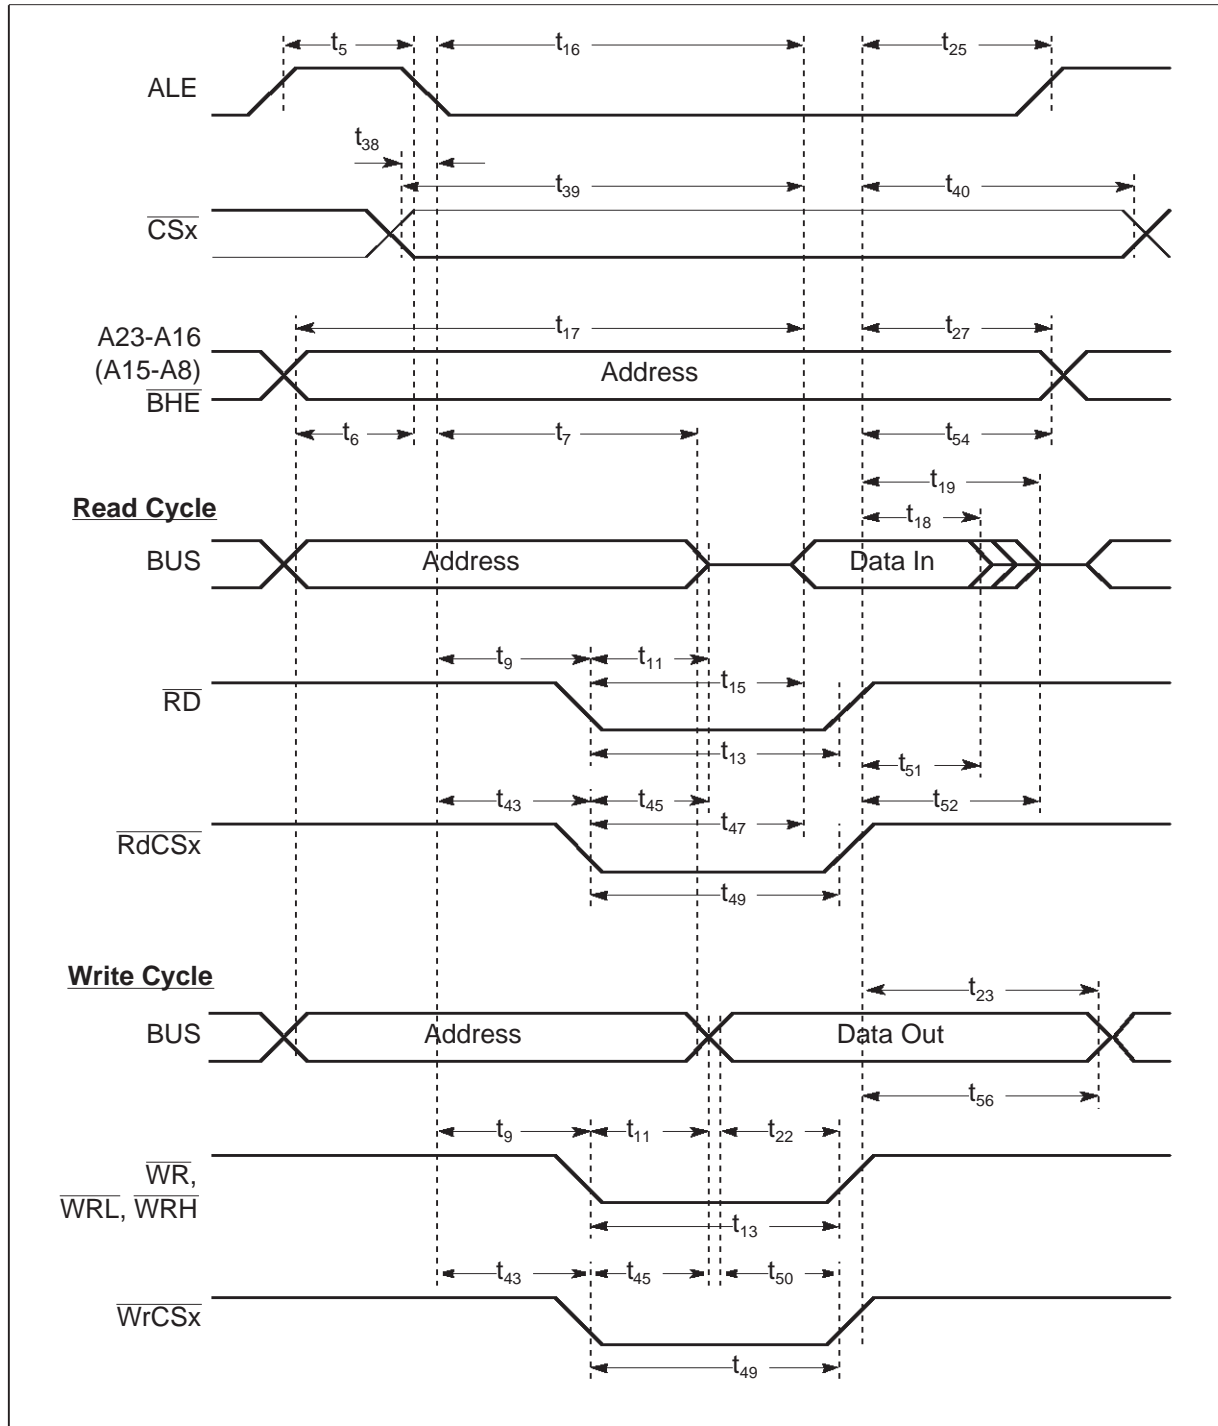 t5 t16 t25
ALE
t38
t39 t40
CSx
t17 t27
A23-A16
(A15-A8) Address
BHE
t6 t7 t54
t19
Read Cycle
t18
BUS Address Data In
t9 t11
t15
RD
t13
t51
t43 t45 t52
t47
RdCSx
t49
Write Cycle
t23
BUS Address Data Out
t56
t9 t11 t22
WR,
WRL, WRH
t13
t43 t45 t50
WrCSx
t49